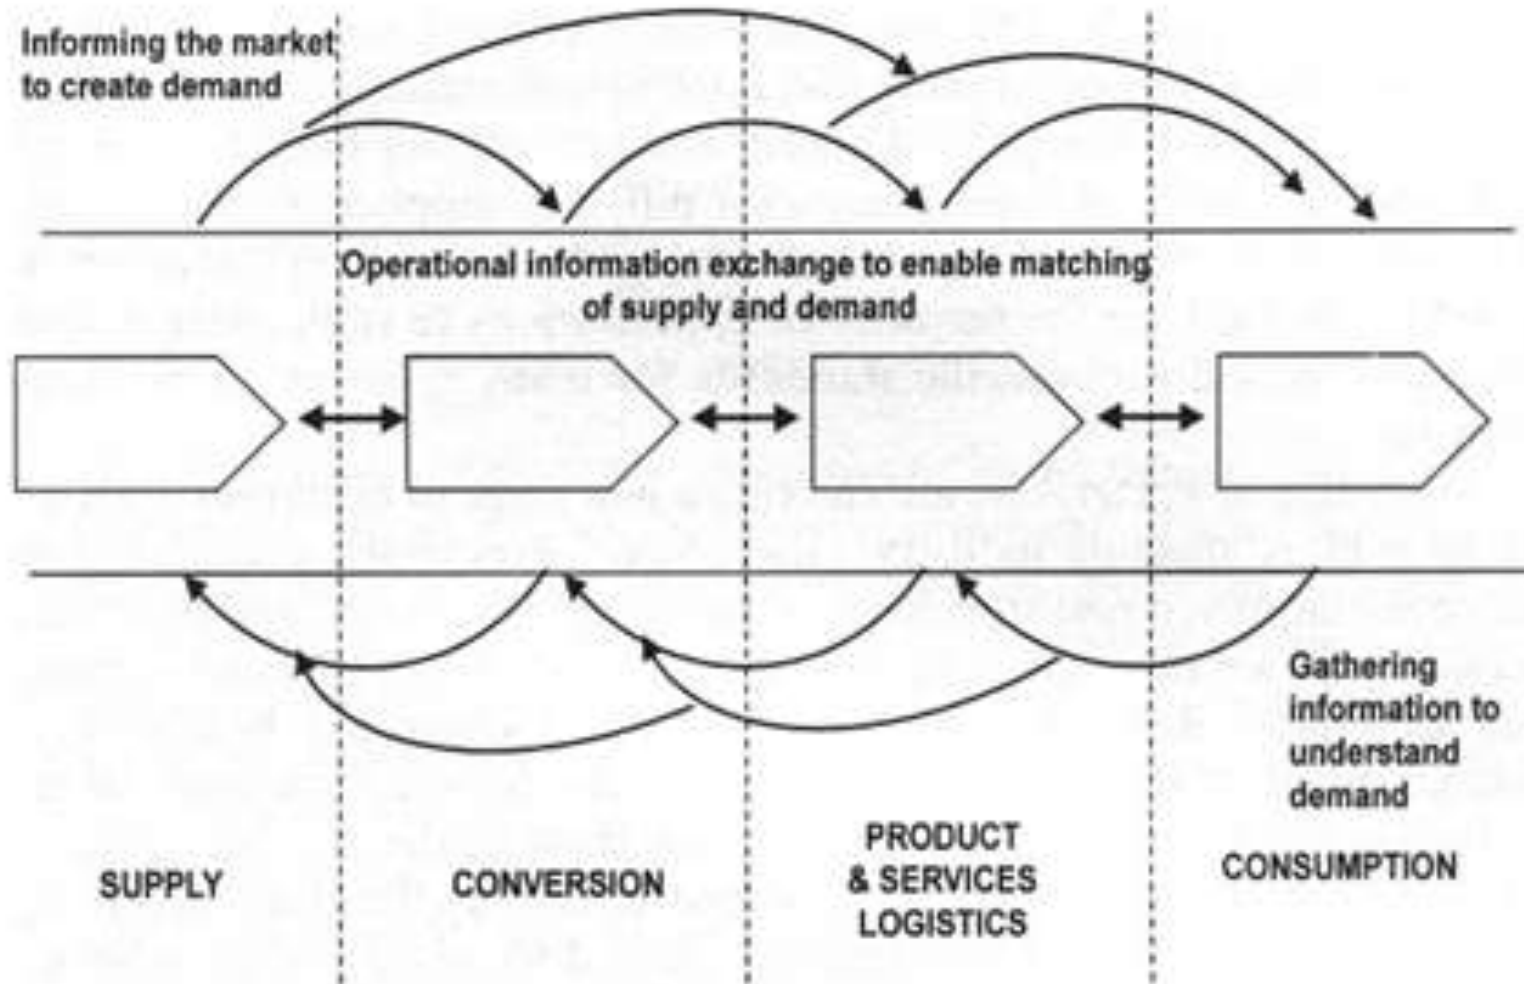 Informing the market
to create demand
Operational information exchange to enable matching
of supply and demand
Gathering
information to
understand
demand
SUPPLY
CONVERSION
PRODUCT
& SERVICES
LOGISTICS
CONSUMPTION